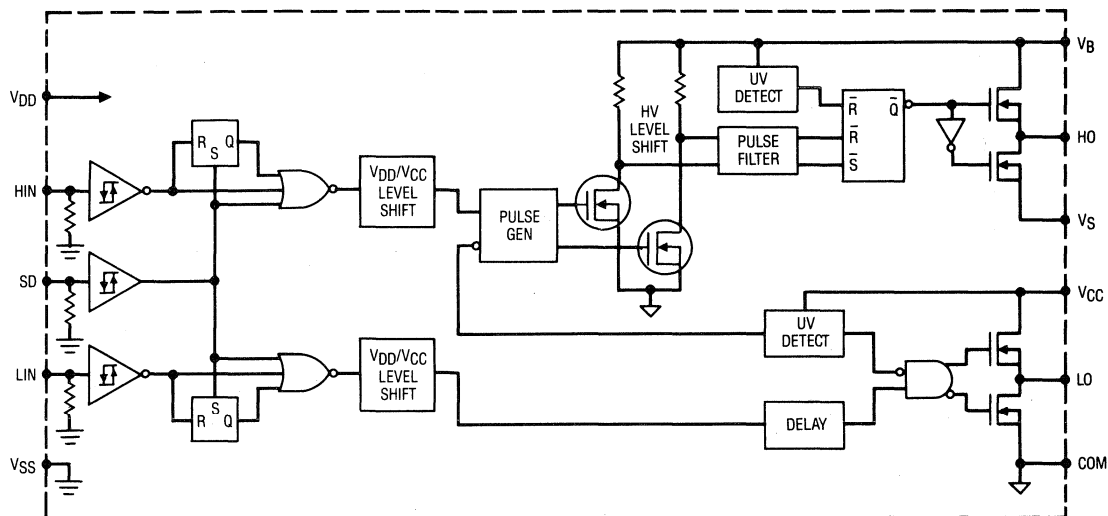 VDD
HIN
SD
LIN
VSS
R
S
Q
VDD/VCC
LEVEL
SHIFT
PULSE
GEN
HV
LEVEL
SHIFT
UV
DETECT
PULSE
FILTER
R̅
Q̅
R̅
S̅
VB
HO
VS
S
R
Q
VDD/VCC
LEVEL
SHIFT
UV
DETECT
DELAY
VCC
LO
COM